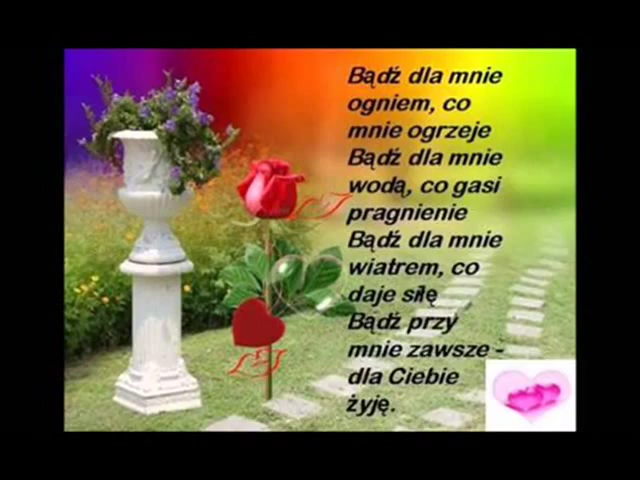 Bądź dla mnie
ogniem, co
mnie ogrzeje
Bądź dla mnie
wodą, co gasi
pragnienie
Bądź dla mnie
wiatrem, co
daje siłę
Bądź przy
mnie zawsze -
dla Ciebie
żyję.